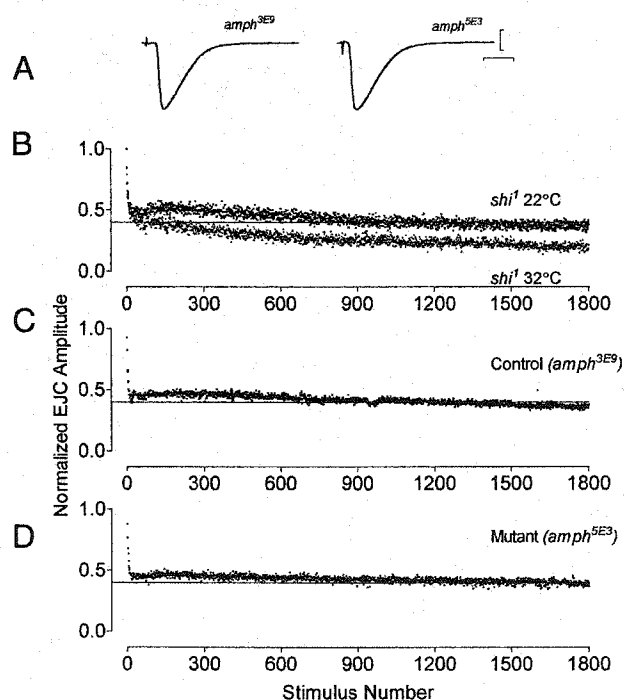 A
amph3E9
amph5E3
B
1.0
0.5
0.0
shi1 22°C
shi1 32°C
0 300 600 900 1200 1500 1800
Normalized EJC Amplitude
C
1.0
0.5
0.0
Control (amph3E9)
0 300 600 900 1200 1500 1800
D
1.0
0.5
0.0
Mutant (amph5E3)
0 300 600 900 1200 1500 1800
Stimulus Number